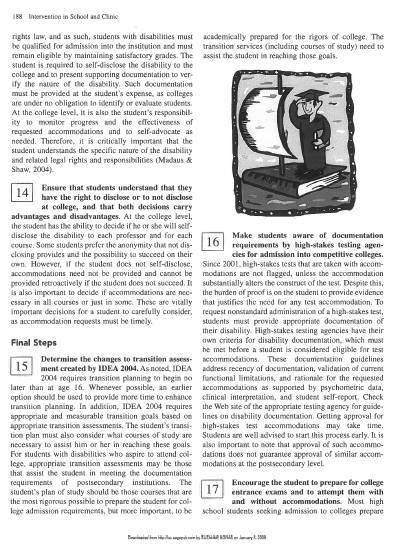 188 Intervention in School and Clinic
rights law, and as such, students with disabilities must
be qualified for admission into the institution and must
remain eligible by maintaining satisfactory grades. The
student is required to self-disclose the disability to the
college and to present supporting documentation to ver-
ify the nature of the disability. Such documentation
must be provided at the student's expense, as colleges
are under no obligation to identify or evaluate students.
At the college level, it is also the student's responsibil-
ity to monitor progress and the effectiveness of
requested accommodations and to self-advocate as
needed. Therefore, it is critically important that the
student understands the specific nature of the disability
and related legal rights and responsibilities (Madaus &
Shaw, 2004).
14
Ensure that students understand that they
have the right to disclose or to not disclose
at college, and that both decisions carry
advantages and disadvantages. At the college level,
the student has the ability to decide if he or she will self-
disclose the disability to each professor and for each
course. Some students prefer the anonymity that not dis-
closing provides and the possibility to succeed on their
own. However, if the student does not self-disclose,
accommodations need not be provided and cannot be
provided retroactively if the student does not succeed. It
is also important to decide if accommodations are nec-
essary in all courses or just in some. These are vitally
important decisions for a student to carefully consider,
as accommodation requests must be timely.
Final Steps
15
Determine the changes to transition assess-
ment created by IDEA 2004. As noted, IDEA
2004 requires transition planning to begin no
later than at age 16. Whenever possible, an earlier
option should be used to provide more time to enhance
transition planning. In addition, IDEA 2004 requires
appropriate and measurable transition goals based on
appropriate transition assessments. The student's transi-
tion plan must also consider what courses of study are
necessary to assist him or her in reaching these goals.
For students with disabilities who aspire to attend col-
lege, appropriate transition assessments may be those
that assist the student in meeting the documentation
requirements of postsecondary institutions. The
student's plan of study should be those courses that are
the most rigorous possible to prepare the student for col-
lege admission requirements, but more important, to be
academically prepared for the rigors of college. The
transition services (including courses of study) need to
assist the student in reaching those goals.
16
Make students aware of documentation
requirements by high-stakes testing agen-
cies for admission into competitive colleges.
Since 2001, high-stakes tests that are taken with accom-
modations are not flagged, unless the accommodation
substantially alters the construct of the test. Despite this,
the burden of proof is on the student to provide evidence
that justifies the need for any test accommodation. To
request nonstandard administration of a high-stakes test,
students must provide appropriate documentation of
their disability. High-stakes testing agencies have their
own criteria for disability documentation, which must
be met before a student is considered eligible for test
accommodations. These documentation guidelines
address recency of documentation, validation of current
functional limitations, and rationale for the requested
accommodations as supported by psychometric data,
clinical interpretation, and student self-report. Check
the Web site of the appropriate testing agency for guide-
lines on disability documentation. Getting approval for
high-stakes test accommodations may take time.
Students are well advised to start this process early. It is
also important to note that approval of such accommo-
dations does not guarantee approval of similar accom-
modations at the postsecondary level.
17
Encourage the student to prepare for college
entrance exams and to attempt them with
and without accommodations. Most high
school students seeking admission to colleges prepare
Downloaded from http://isc.sagepub.com by SUZANNE BONAS on January 5, 2008